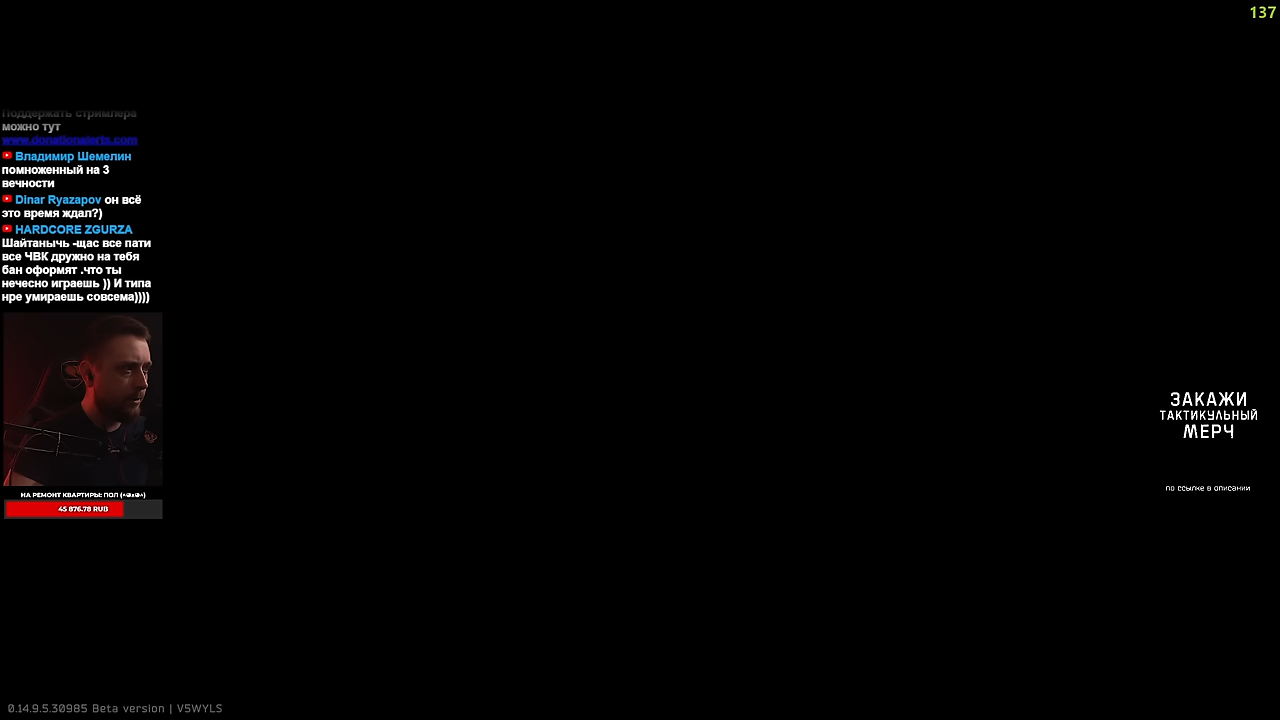 137
Поддержать стримлера
можно тут
www.donationalerts.com
Владимир Шемелин
помноженный на 3
вечности
Dinar Ryazapov он всё
это время ждал?)
HARDCORE ZGURZA
Шайтанычь -щас все пати
все ЧВК дружно на тебя
бан оформят .что ты
нечесно играешь )) И типа
нре умираешь совсема))))
ЗАКАЖИ
ТАКТИКУЛЬНЫЙ
МЕРЧ
по ссылке в описании
НА РЕМОНТ КВАРТИРЫ: ПОЛ
45 876.78 RUB
0.14.9.5.30985 Beta version | V5WYLS